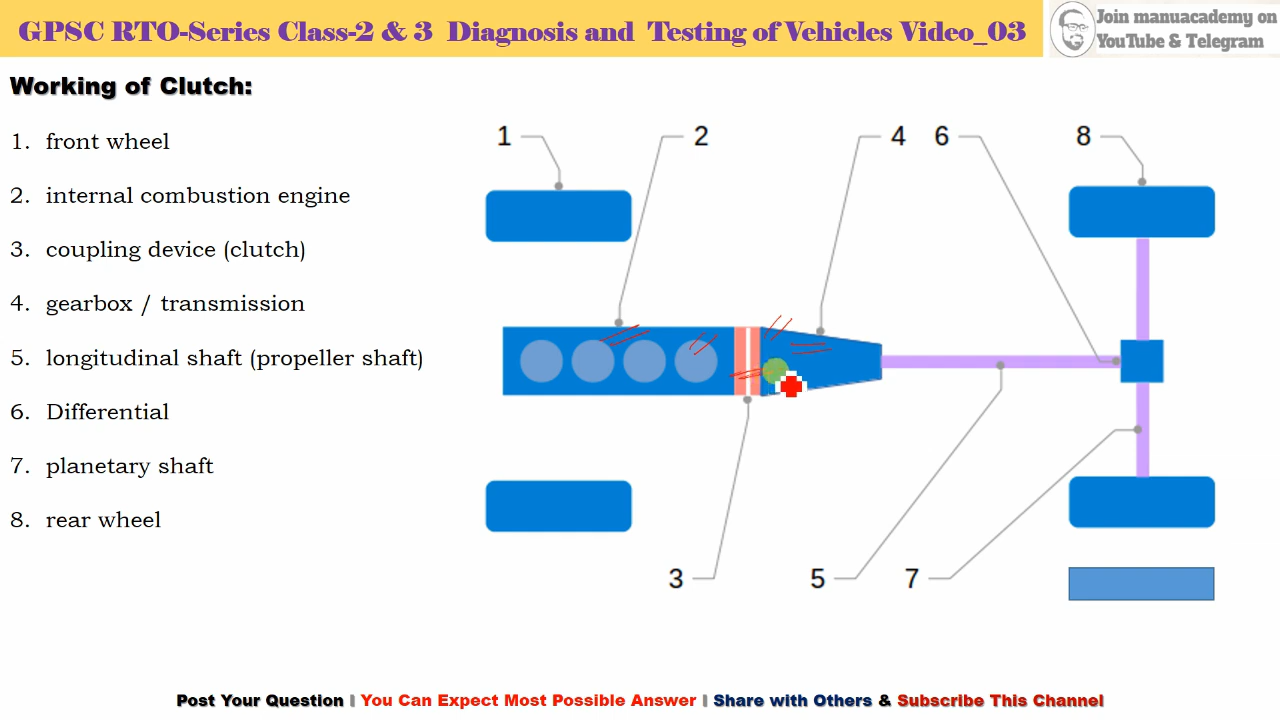 GPSC RTO-Series Class-2 & 3 Diagnosis and Testing of Vehicles Video_03
Join manuacademy on
YouTube & Telegram
Working of Clutch:
1. front wheel
2. internal combustion engine
3. coupling device (clutch)
4. gearbox / transmission
5. longitudinal shaft (propeller shaft)
6. Differential
7. planetary shaft
8. rear wheel
1
2
4
6
8
3
5
7
Post Your Question | You Can Expect Most Possible Answer | Share with Others & Subscribe This Channel